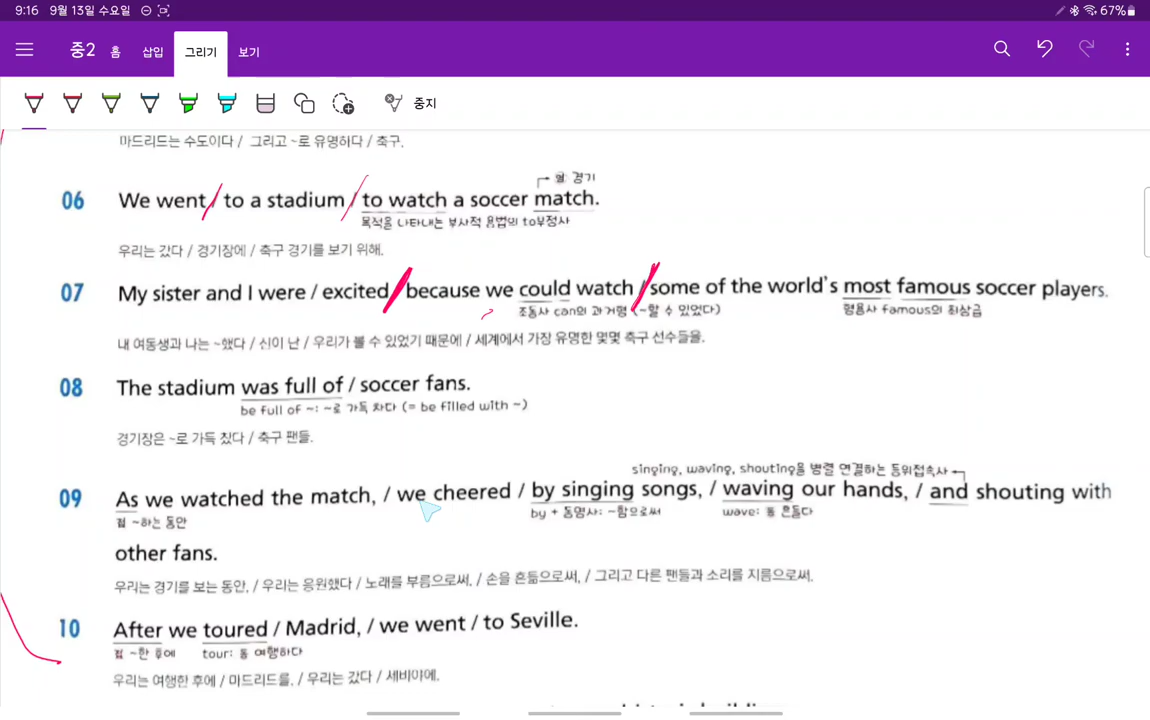 9:16 9월 13일 수요일 67%
중2 홈 삽입 그리기 보기
중지
마드리드는 수도이다 / 그리고 ~로 유명하다 / 축구.
명 경기
06 We went / to a stadium / to watch a soccer match.
목적을 나타내는 부사적 용법의 to부정사
우리는 갔다 / 경기장에 / 축구 경기를 보기 위해.
07 My sister and I were / excited / because we could watch / some of the world's most famous soccer players.
조동사 can의 과거형 (~할 수 있었다) 형용사 famous의 최상급
내 여동생과 나는 ~했다 / 신이 난 / 우리가 볼 수 있었기 때문에 / 세계에서 가장 유명한 몇몇 축구 선수들을.
08 The stadium was full of / soccer fans.
be full of ~: ~로 가득 차다 (= be filled with ~)
경기장은 ~로 가득 찼다 / 축구 팬들.
singing, waving, shouting을 병렬 연결하는 등위접속사
09 As we watched the match, / we cheered / by singing songs, / waving our hands, / and shouting with
접 ~하는 동안 by + 동명사: ~함으로써 wave: 동 흔들다
other fans.
우리는 경기를 보는 동안, / 우리는 응원했다 / 노래를 부름으로써, / 손을 흔듦으로써, / 그리고 다른 팬들과 소리를 지름으로써.
10 After we toured / Madrid, / we went / to Seville.
접 ~한 후에 tour: 동 여행하다
우리는 여행한 후에 / 마드리드를, / 우리는 갔다 / 세비야에.